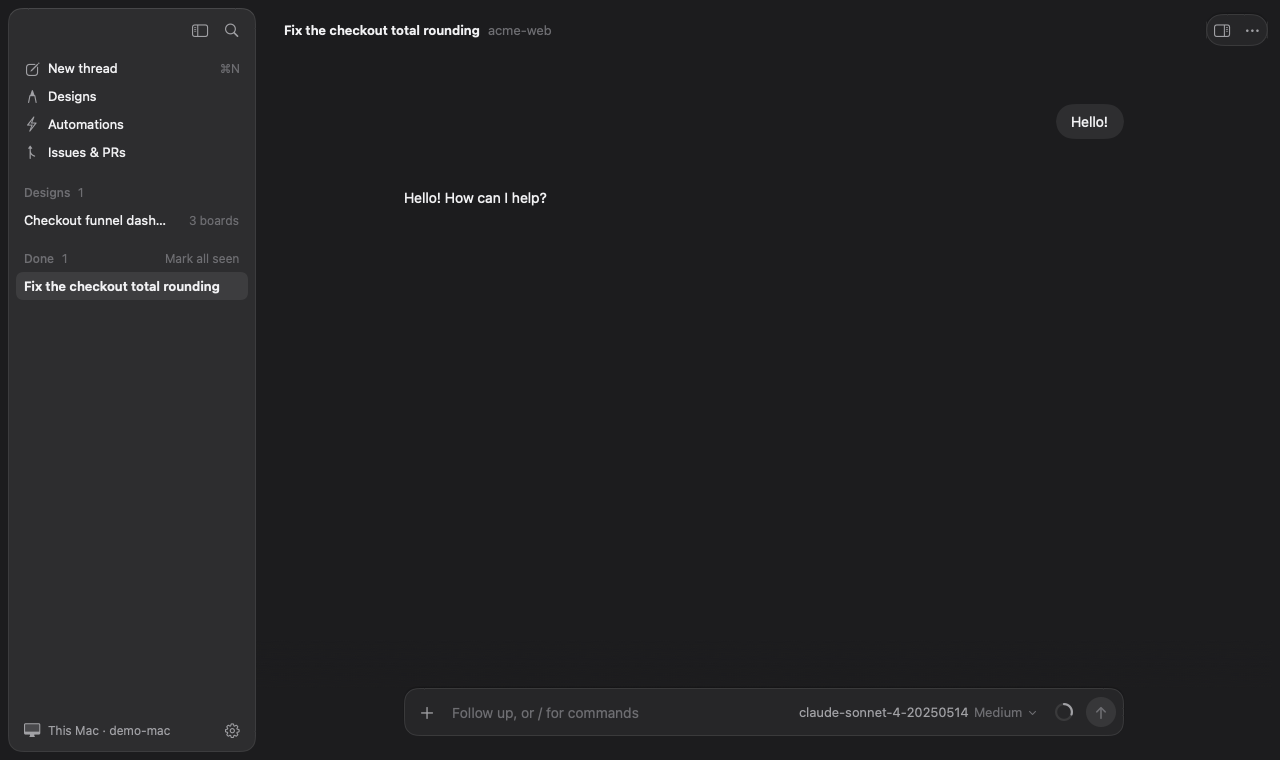 New thread ⌘N
Designs
Automations
Issues & PRs
Designs 1
Checkout funnel dash... 3 boards
Done 1 Mark all seen
Fix the checkout total rounding
This Mac · demo-mac
Fix the checkout total rounding acme-web
Hello!
Hello! How can I help?
Follow up, or / for commands claude-sonnet-4-20250514 Medium